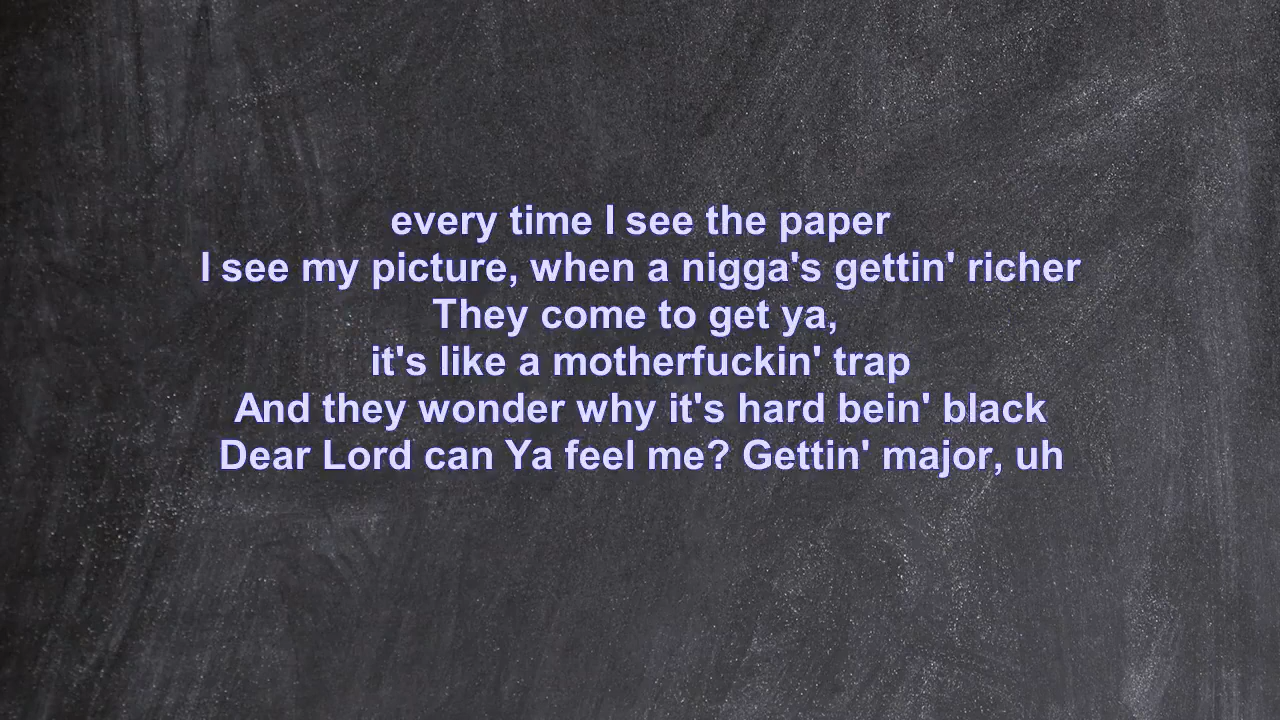 every time I see the paper
I see my picture, when a nigga's gettin' richer
They come to get ya,
it's like a motherfuckin' trap
And they wonder why it's hard bein' black
Dear Lord can Ya feel me? Gettin' major, uh